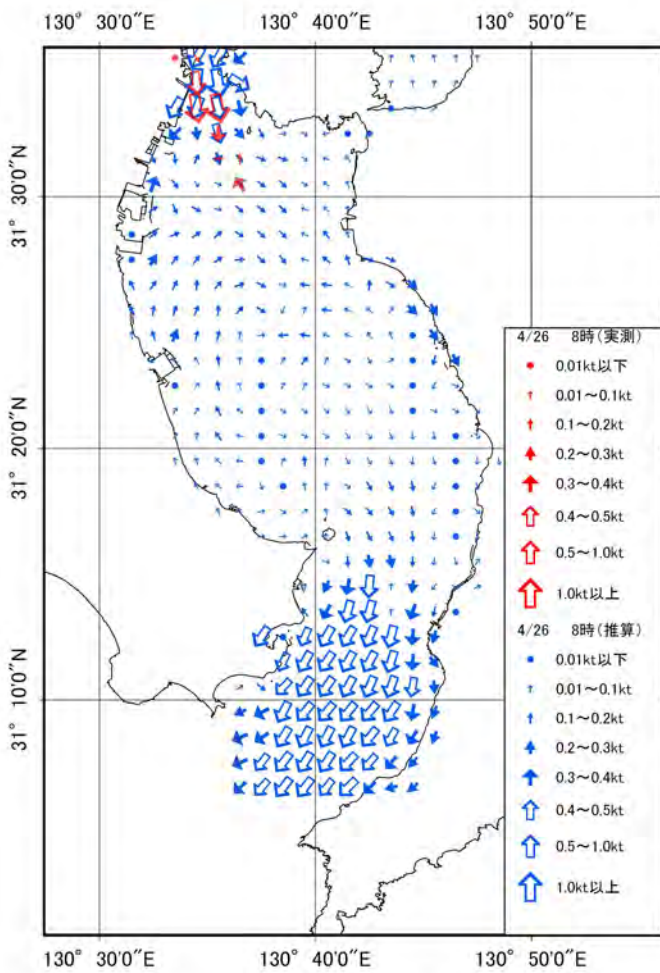 130° 30'0"E 130° 40'0"E 130° 50'0"E
31° 30'0"N
31° 20'0"N
31° 10'0"N
4/26 8時(実測)
0.01kt以下
0.01～0.1kt
0.1～0.2kt
0.2～0.3kt
0.3～0.4kt
0.4～0.5kt
0.5～1.0kt
1.0kt以上
4/26 8時(推算)
0.01kt以下
0.01～0.1kt
0.1～0.2kt
0.2～0.3kt
0.3～0.4kt
0.4～0.5kt
0.5～1.0kt
1.0kt以上
130° 30'0"E 130° 40'0"E 130° 50'0"E